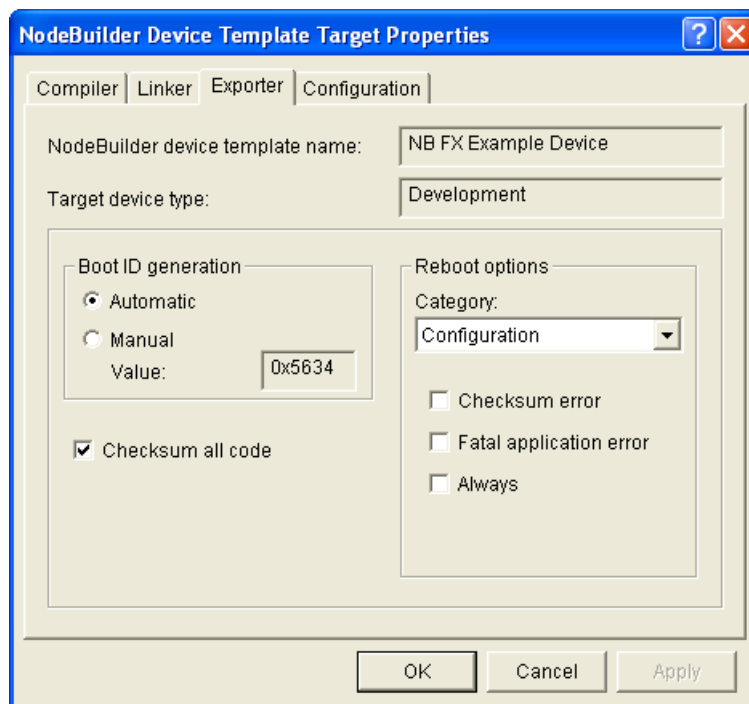 NodeBuilder Device Template Target Properties
Compiler Linker Exporter Configuration
NodeBuilder device template name: NB FX Example Device
Target device type: Development
Boot ID generation
Automatic
Manual
Value: 0x5634
Checksum all code
Reboot options
Category:
Configuration
Checksum error
Fatal application error
Always
OK Cancel Apply